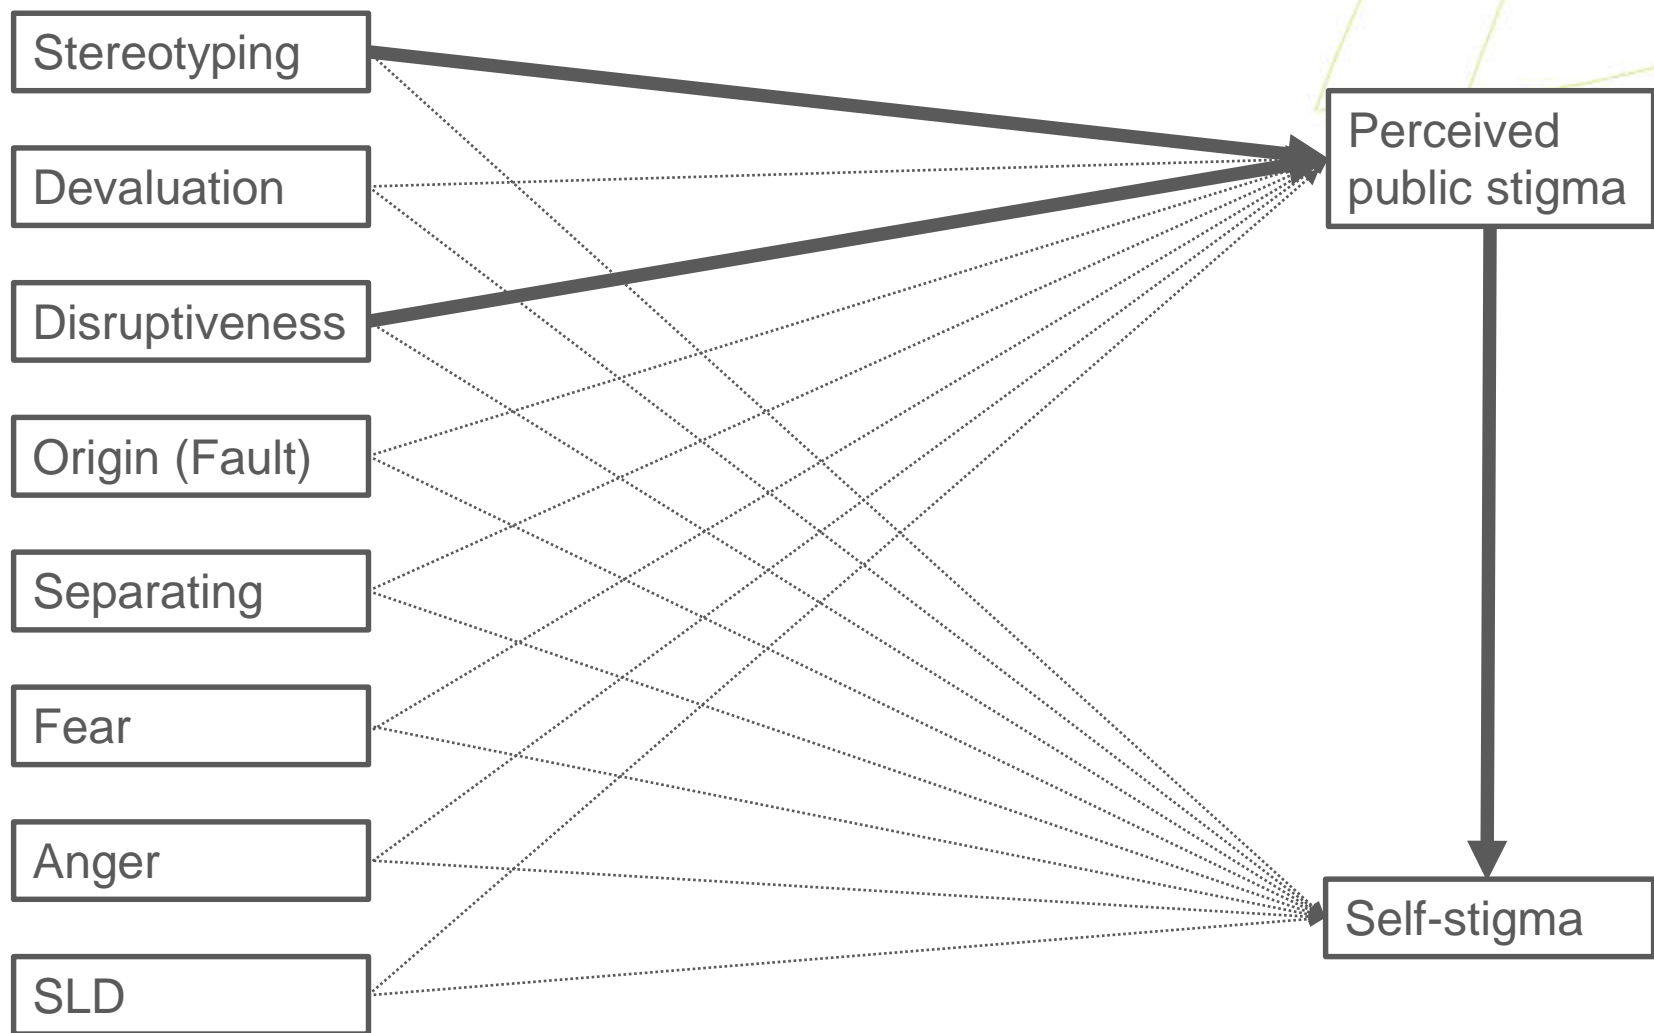 Stereotyping
Devaluation
Disruptiveness
Origin (Fault)
Separating
Fear
Anger
SLD
Perceived
public stigma
Self-stigma